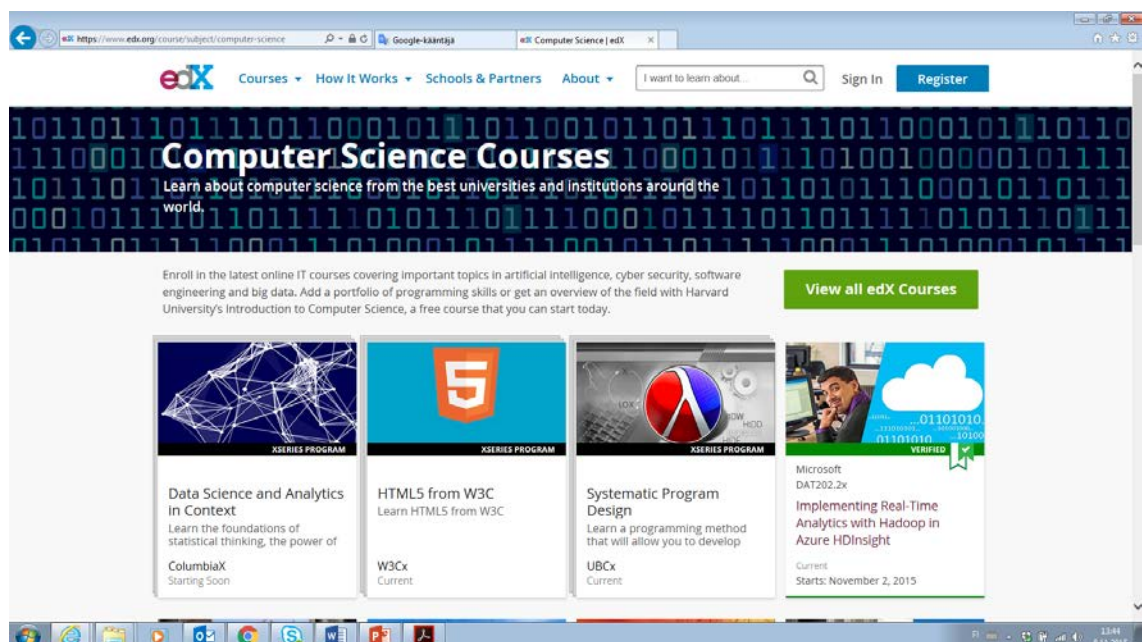 https://www.edx.org/course/subject/computer-science
Google-kääntäjä
Computer Science | edX
edX
Courses
How It Works
Schools & Partners
About
I want to learn about...
Sign In
Register
Computer Science Courses
Learn about computer science from the best universities and institutions around the
world.
Enroll in the latest online IT courses covering important topics in artificial intelligence, cyber security, software
engineering and big data. Add a portfolio of programming skills or get an overview of the field with Harvard
University's Introduction to Computer Science, a free course that you can start today.
View all edX Courses
XSERIES PROGRAM
Data Science and Analytics
in Context
Learn the foundations of
statistical thinking, the power of
ColumbiaX
Starting Soon
XSERIES PROGRAM
HTML5 from W3C
Learn HTML5 from W3C
W3Cx
Current
XSERIES PROGRAM
Systematic Program
Design
Learn a programming method
that will allow you to develop
UBCx
Current
...01101010.
01101010
VERIFIED
Microsoft
DAT202.2x
Implementing Real-Time
Analytics with Hadoop in
Azure HDInsight
Current
Starts: November 2, 2015
FI
13:44